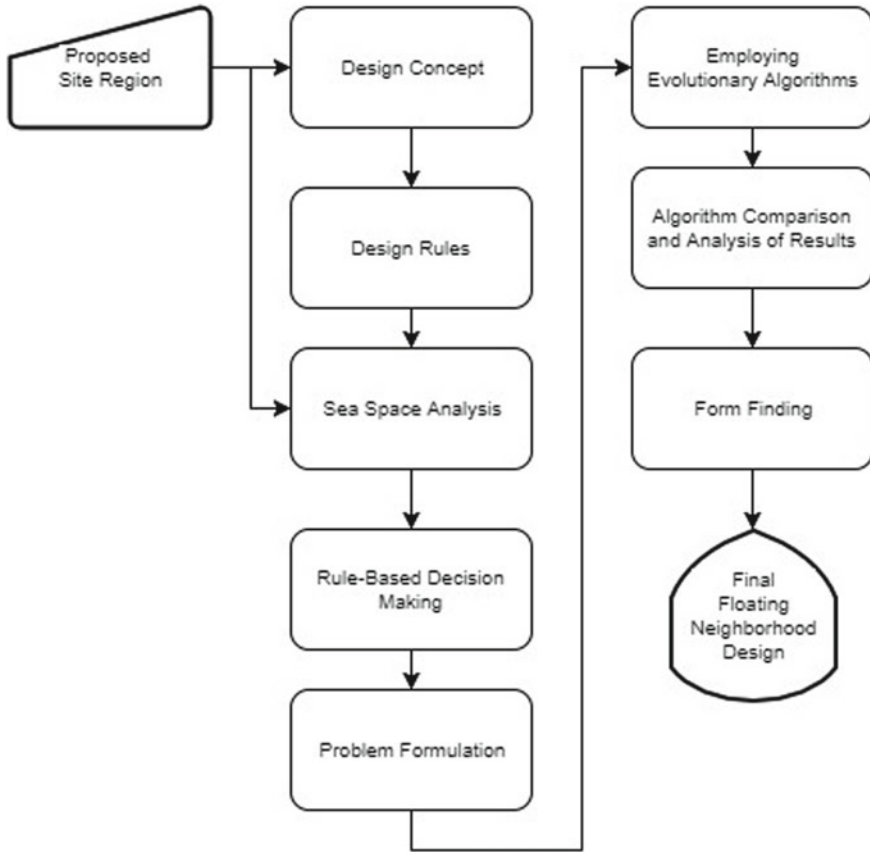 Proposed
Site Region
Design Concept
Design Rules
Sea Space Analysis
Rule-Based Decision
Making
Problem Formulation
Employing
Evolutionary Algorithms
Algorithm Comparison
and Analysis of Results
Form Finding
Final
Floating
Neighborhood
Design